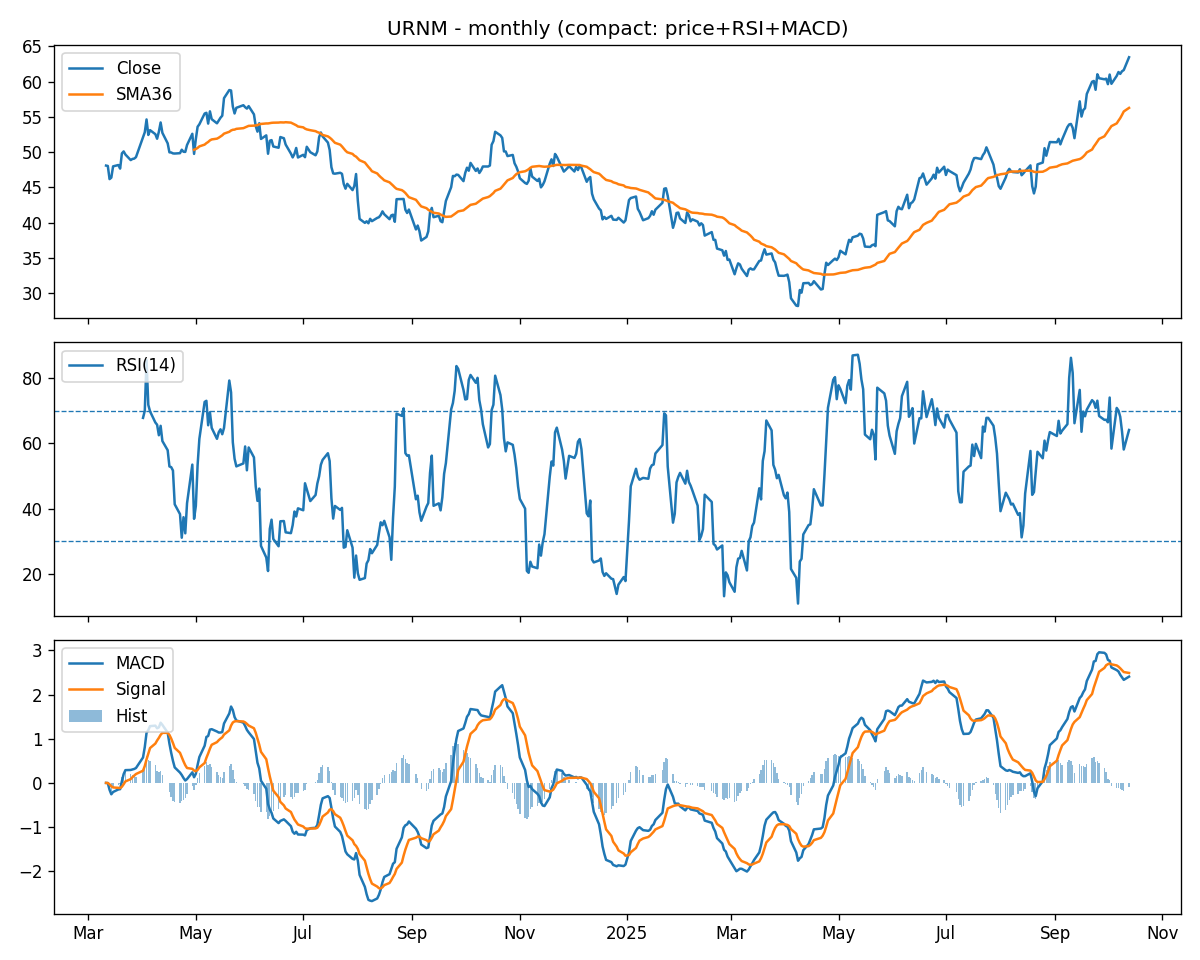 URNM - monthly (compact: price+RSI+MACD)
65
60
55
50
45
40
35
30
Close
SMA36
80
60
40
20
RSI(14)
3
2
1
0
−1
−2
MACD
Signal
Hist
Mar May Jul Sep Nov 2025 Mar May Jul Sep Nov